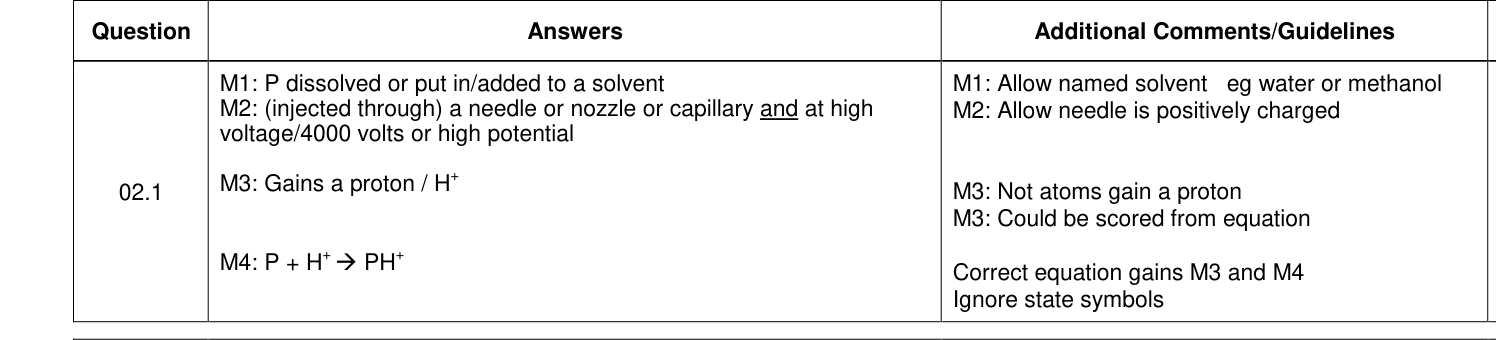 Question Answers Additional Comments/Guidelines
02.1
M1: P dissolved or put in/added to a solvent
M2: (injected through) a needle or nozzle or capillary and at high
voltage/4000 volts or high potential
M3: Gains a proton / H⁺
M4: P + H⁺ → PH⁺
M1: Allow named solvent eg water or methanol
M2: Allow needle is positively charged
M3: Not atoms gain a proton
M3: Could be scored from equation
Correct equation gains M3 and M4
Ignore state symbols